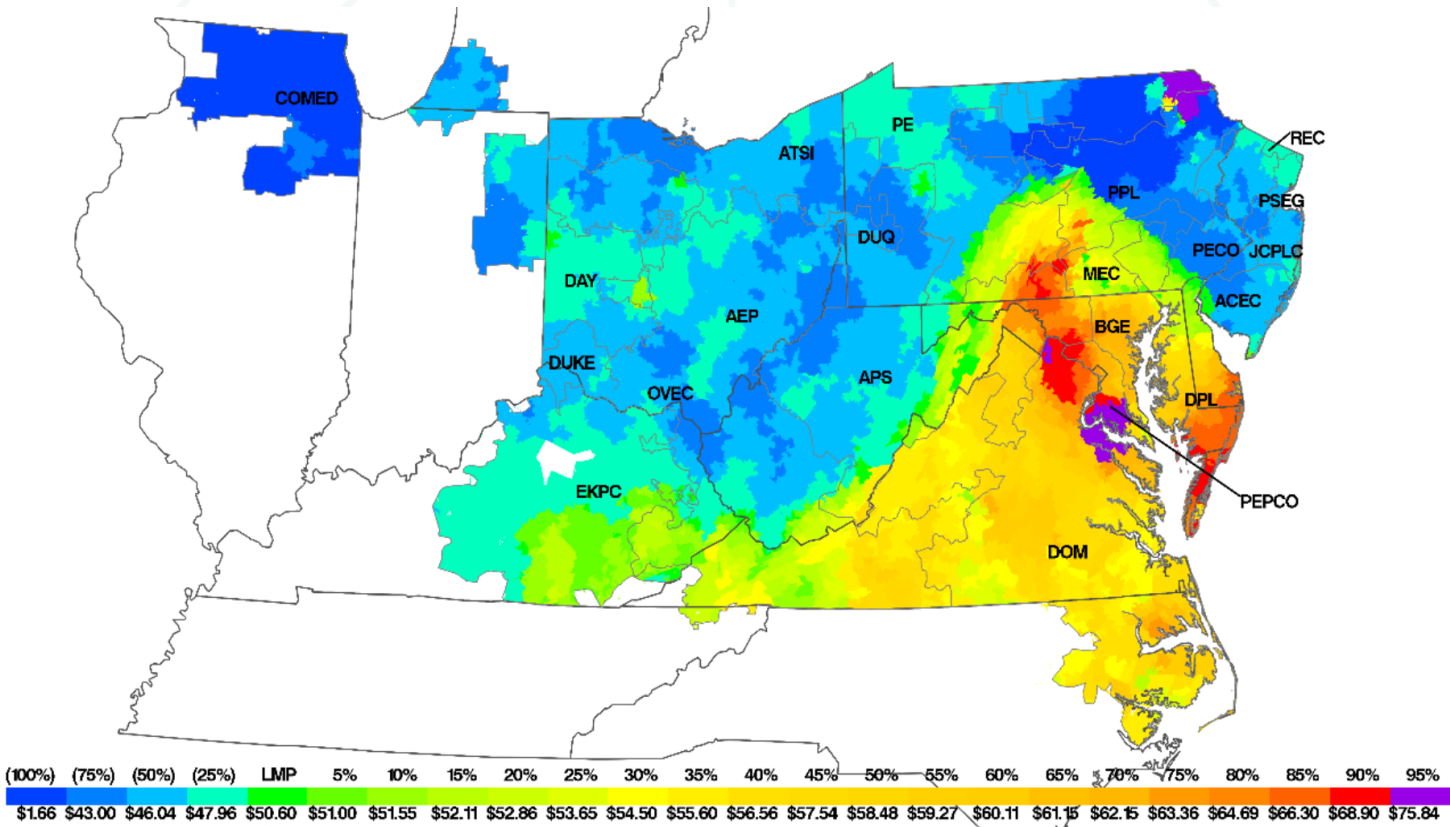 COMED
PE
ATSI
REC
PPL
PSEG
DUQ
PECO JCPLC
MEC
DAY
ACEC
AEP
BGE
DUKE
APS
OVEC
DPL
EKPC
PEPCO
DOM
(100%) (75%) (50%) (25%) LMP 5% 10% 15% 20% 25% 30% 35% 40% 45% 50% 55% 60% 65% 70% 75% 80% 85% 90% 95%
$1.66 $43.00 $46.04 $47.96 $50.60 $51.00 $51.55 $52.11 $52.86 $53.65 $54.50 $55.60 $56.56 $57.54 $58.48 $59.27 $60.11 $61.15 $62.15 $63.36 $64.69 $66.30 $68.90 $75.84